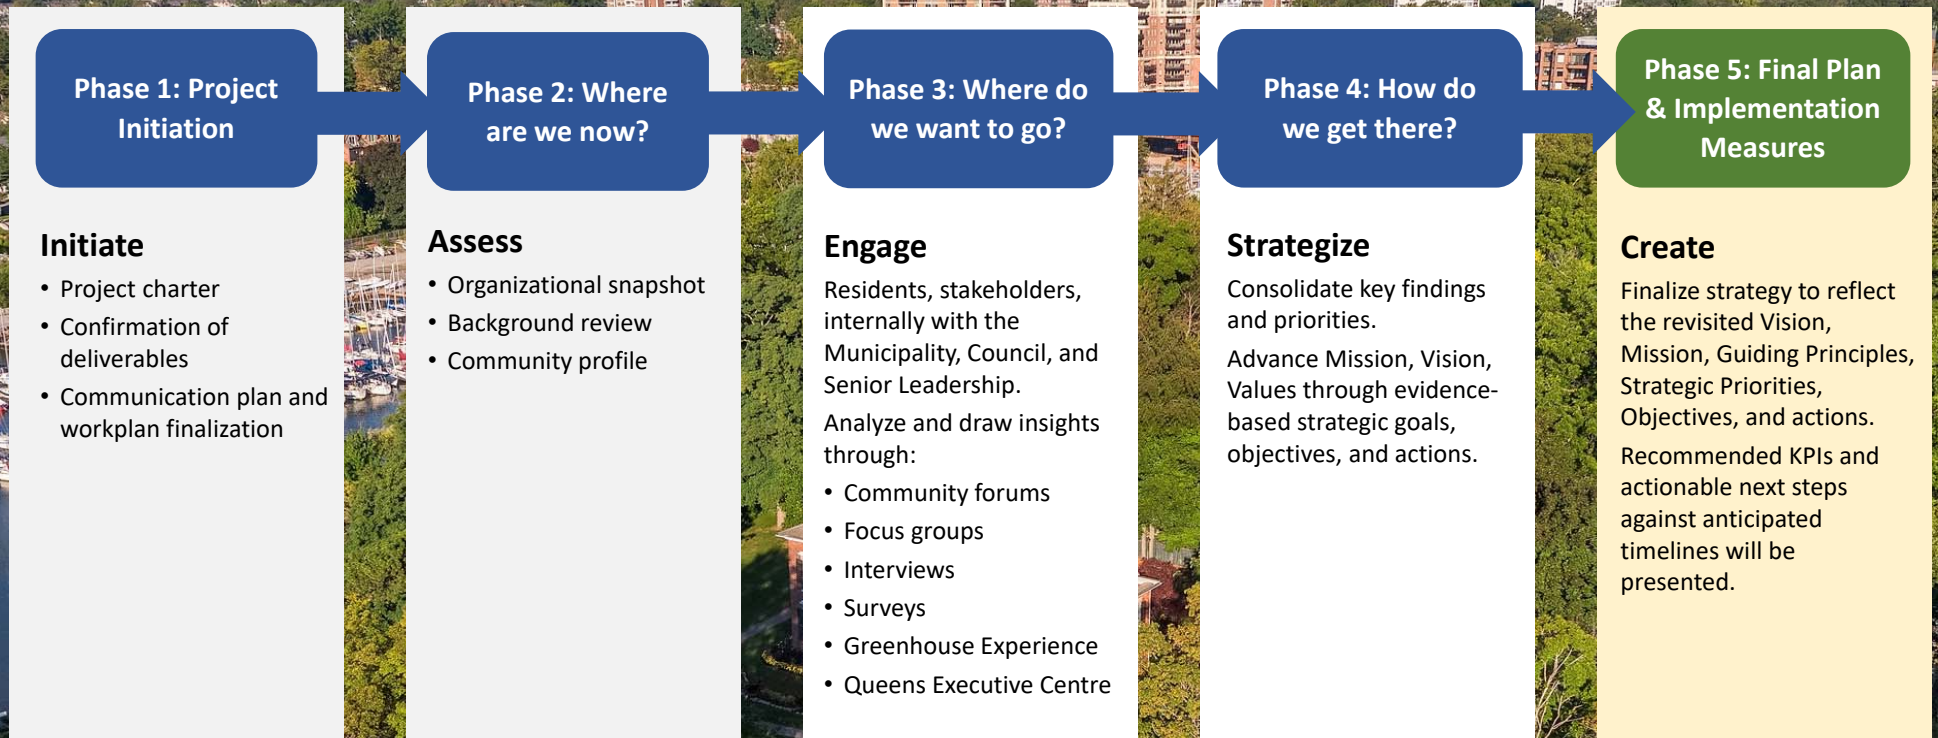 Phase 1: Project
Initiation
Initiate
• Project charter
• Confirmation of
deliverables
• Communication plan and
workplan finalization
Phase 2: Where
are we now?
Assess
• Organizational snapshot
• Background review
• Community profile
Phase 3: Where do
we want to go?
Engage
Residents, stakeholders,
internally with the
Municipality, Council, and
Senior Leadership.
Analyze and draw insights
through:
• Community forums
• Focus groups
• Interviews
• Surveys
• Greenhouse Experience
• Queens Executive Centre
Phase 4: How do
we get there?
Strategize
Consolidate key findings
and priorities.
Advance Mission, Vision,
Values through evidence-
based strategic goals,
objectives, and actions.
Phase 5: Final Plan
& Implementation
Measures
Create
Finalize strategy to reflect
the revisited Vision,
Mission, Guiding Principles,
Strategic Priorities,
Objectives, and actions.
Recommended KPIs and
actionable next steps
against anticipated
timelines will be
presented.